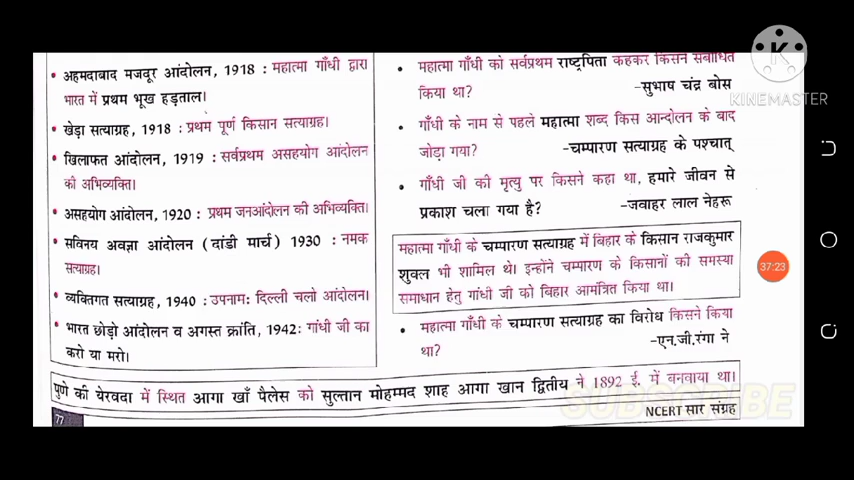 अहमदाबाद मजदूर आंदोलन, 1918 : महात्मा गाँधी द्वारा
भारत में प्रथम भूख हड़ताल।
खेड़ा सत्याग्रह, 1918 : प्रथम पूर्ण किसान सत्याग्रह।
खिलाफत आंदोलन, 1919 : सर्वप्रथम असहयोग आंदोलन
की अभिव्यक्ति।
असहयोग आंदोलन, 1920 : प्रथम जनआंदोलन की अभिव्यक्ति।
सविनय अवज्ञा आंदोलन (दांडी मार्च) 1930 : नमक
सत्याग्रह।
व्यक्तिगत सत्याग्रह, 1940 : उपनाम: दिल्ली चलो आंदोलन।
भारत छोड़ो आंदोलन व अगस्त क्रांति, 1942: गांधी जी का
करो या मरो।
महात्मा गाँधी को सर्वप्रथम राष्ट्रपिता कहकर किसने संबोधित
किया था? -सुभाष चंद्र बोस
गाँधी के नाम से पहले महात्मा शब्द किस आन्दोलन के बाद
जोड़ा गया? -चम्पारण सत्याग्रह के पश्चात्
गाँधी जी की मृत्यु पर किसने कहा था, हमारे जीवन से
प्रकाश चला गया है? -जवाहर लाल नेहरू
महात्मा गाँधी के चम्पारण सत्याग्रह में बिहार के किसान राजकुमार
शुक्ल भी शामिल थे। इन्होंने चम्पारण के किसानों की समस्या
समाधान हेतु गांधी जी को बिहार आमंत्रित किया था।
महात्मा गाँधी के चम्पारण सत्याग्रह का विरोध किसने किया
था? -एन.जी.रंगा ने
पुणे की येरवदा में स्थित आगा खाँ पैलेस को सुल्तान मोहम्मद शाह आगा खान द्वितीय ने 1892 ई. में बनवाया था।
77
NCERT सार संग्रह
KINEMASTER
37:23
SUBSCRIBE